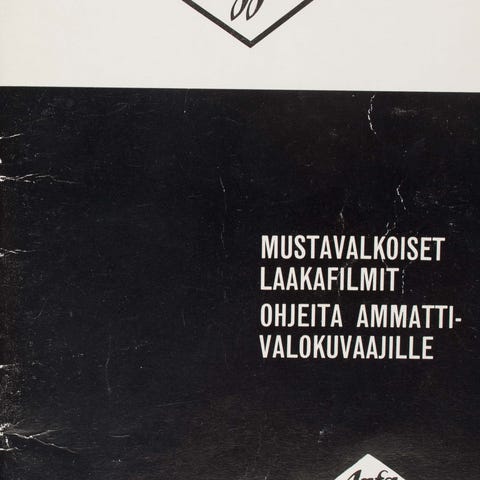 MUSTAVALKOISET
LAAKAFILMIT
OHJEITA AMMATTI-
VALOKUVAAJILLE